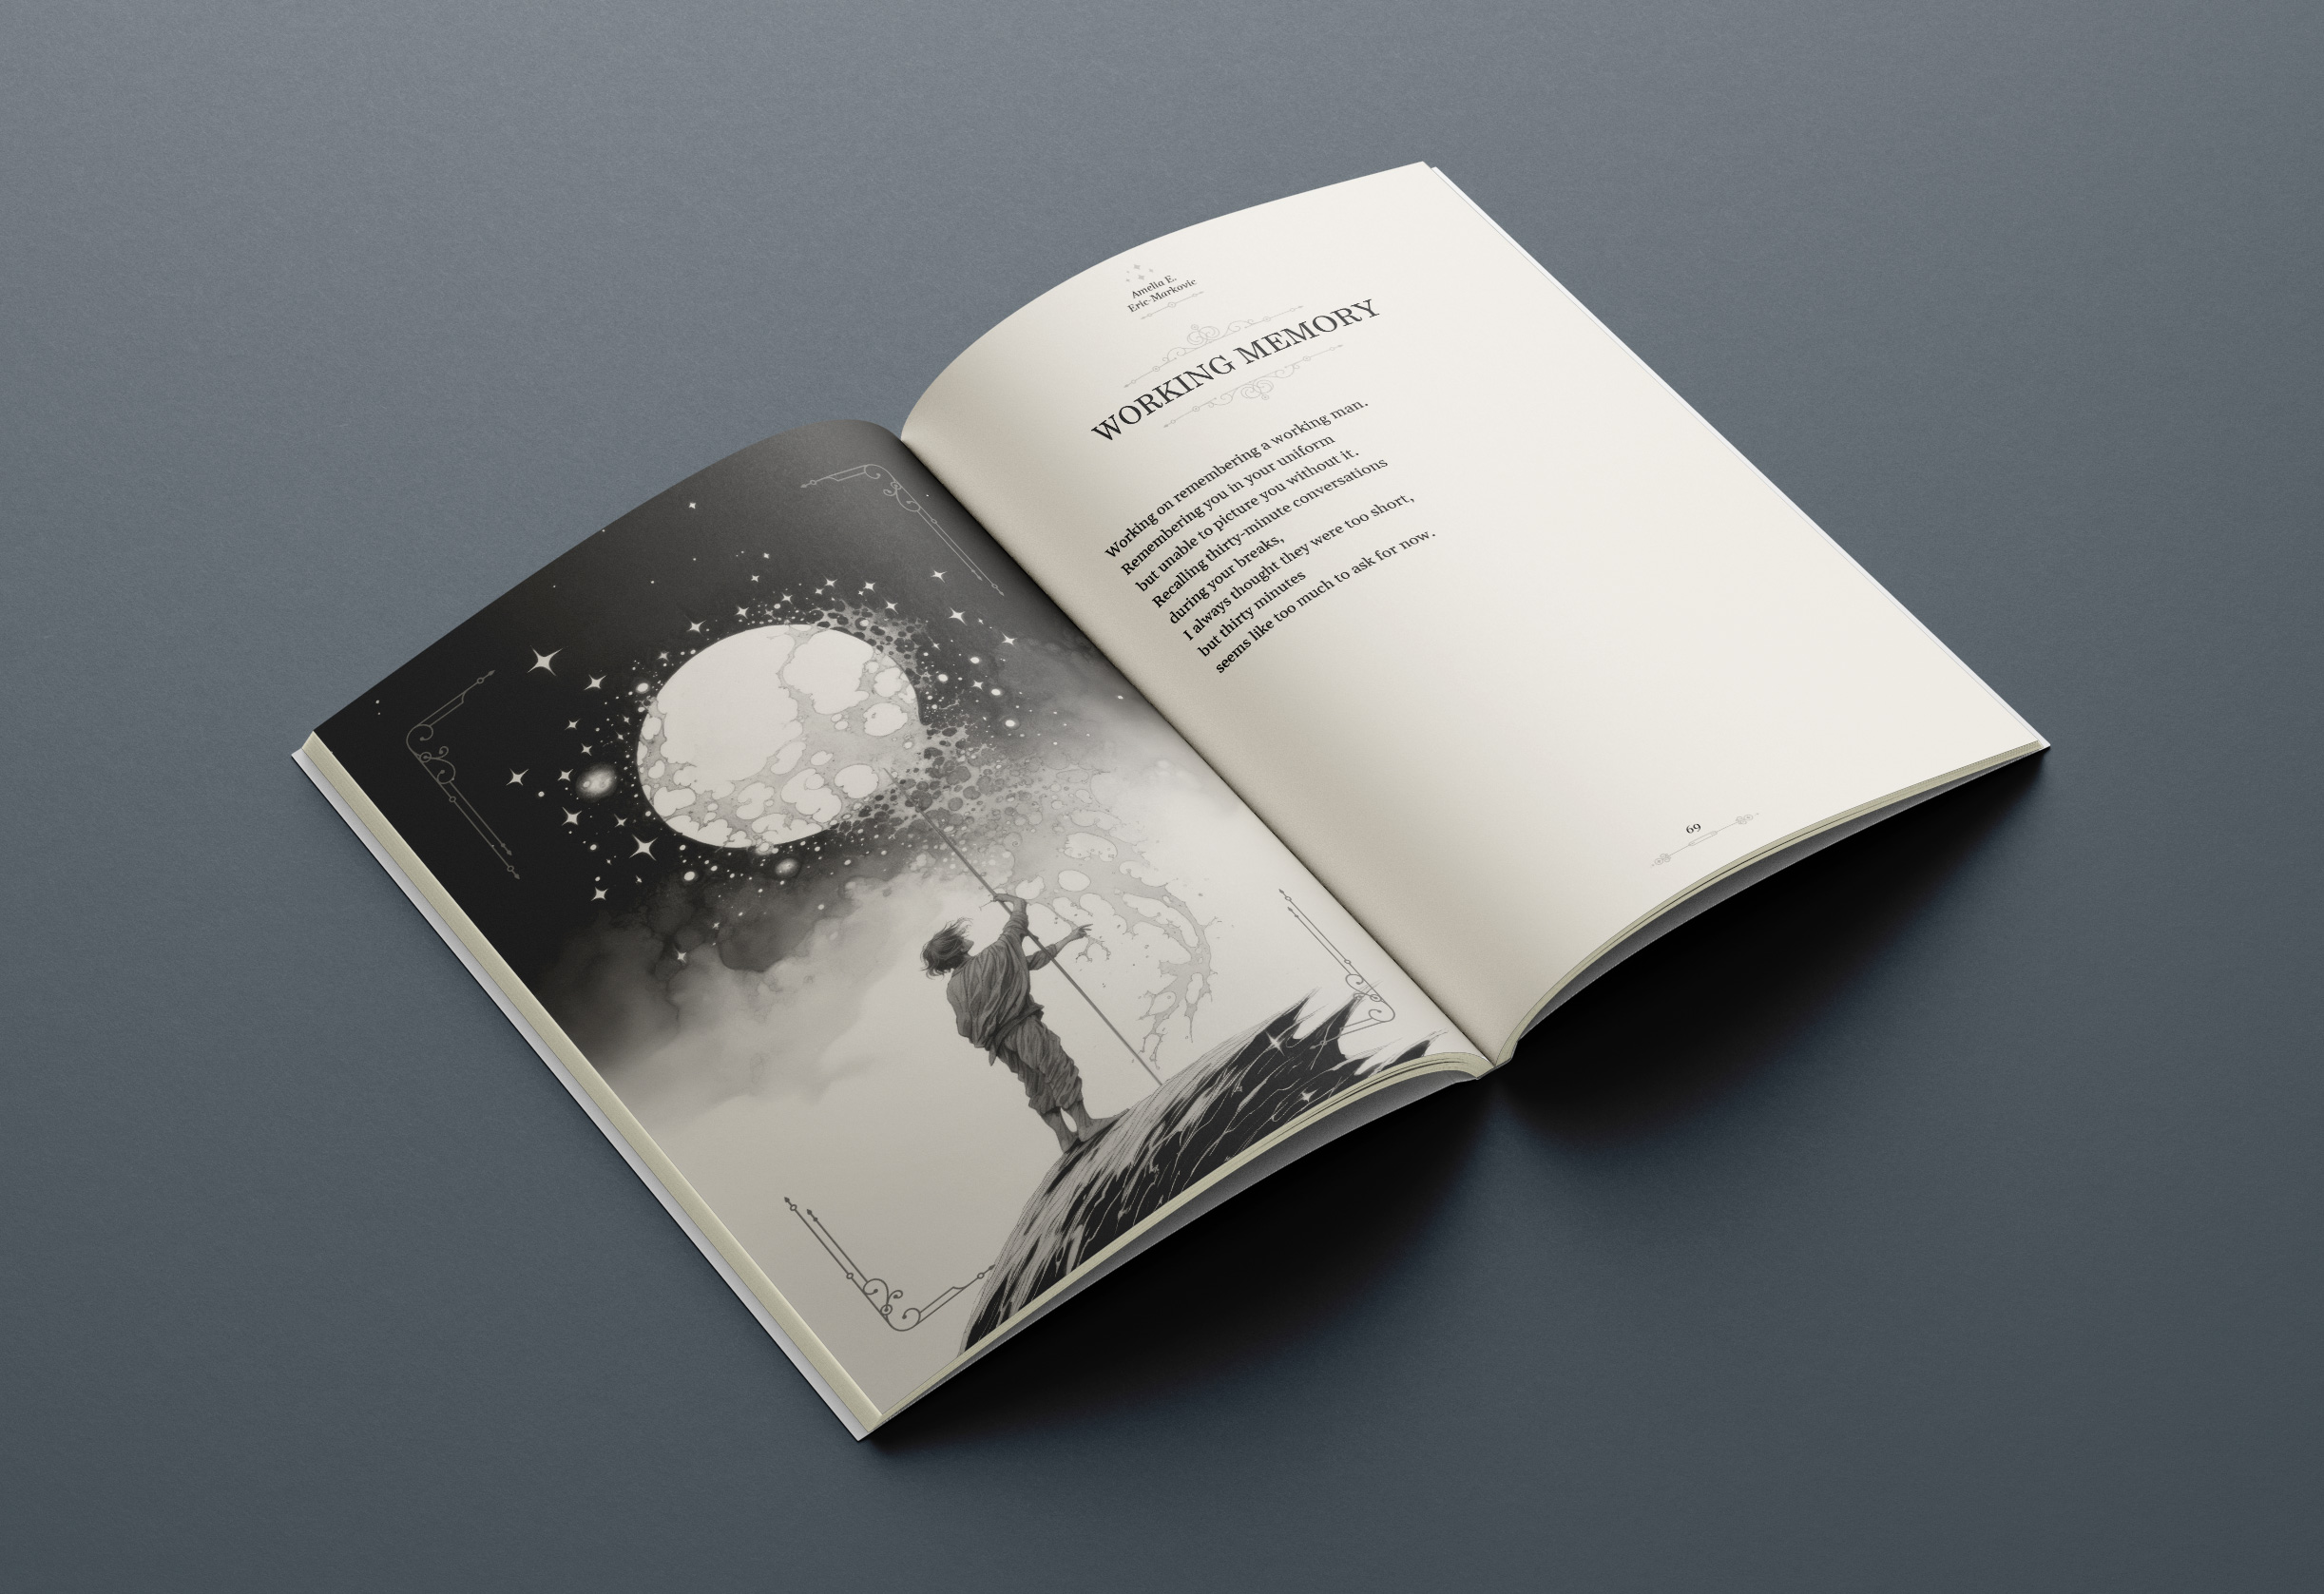 Amelia E.
Eric-Markovic
WORKING MEMORY
Working on remembering a working man.
Remembering you in your uniform
but unable to picture you without it.
Recalling thirty-minute conversations
during your breaks,
I always thought they were too short,
but thirty minutes
seems like too much to ask for now.
69